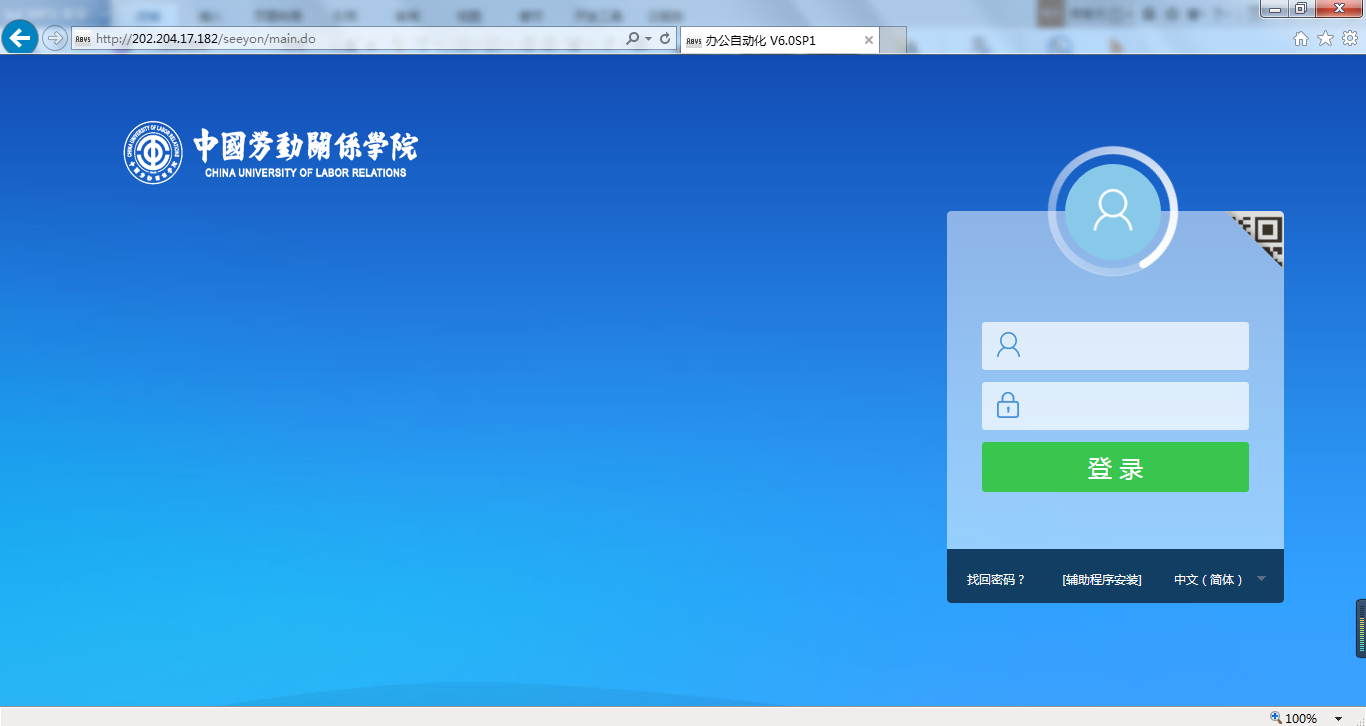 http://202.204.17.182/seeyon/main.do
A8V5 办公自动化 V6.0SP1
中國勞動關係學院
CHINA UNIVERSITY OF LABOR RELATIONS
登 录
找回密码？ [辅助程序安装] 中文（简体）
100%